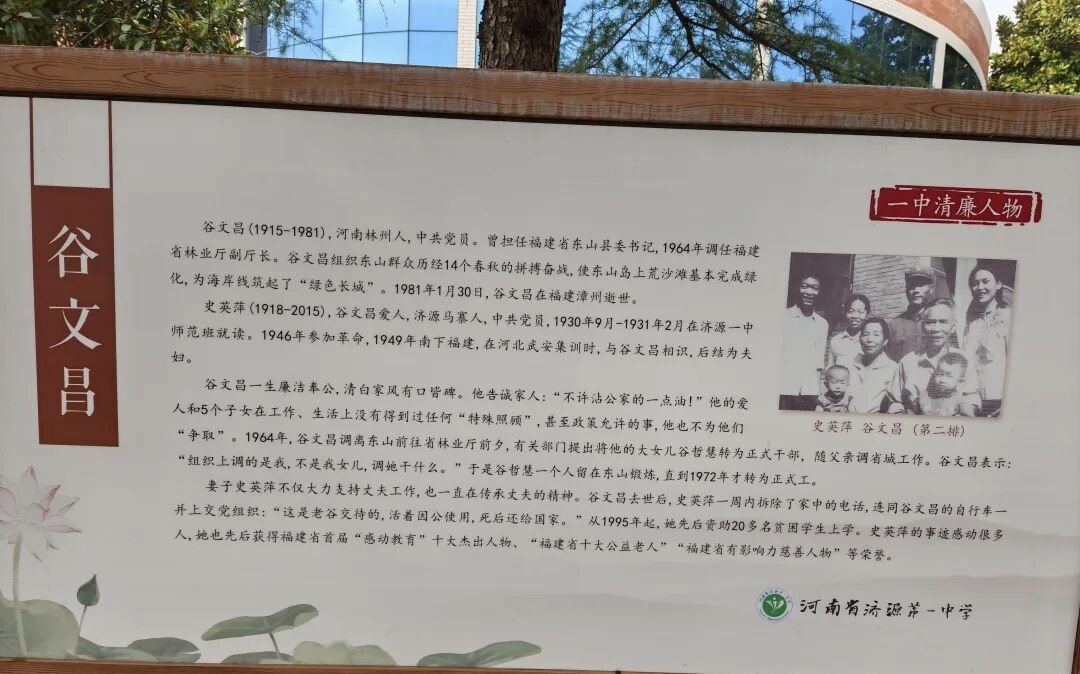 谷文昌
一中清廉人物
谷文昌(1915-1981),河南林州人,中共党员。曾担任福建省东山县委书记,1964年调任福建
省林业厅副厅长。谷文昌组织东山群众历经14个春秋的拼搏奋战,使东山岛上荒沙滩基本完成绿
化,为海岸线筑起了“绿色长城”。1981年1月30日,谷文昌在福建漳州逝世。
史英萍(1918-2015),谷文昌爱人,济源马寨人,中共党员,1930年9月-1931年2月在济源一中
师范班就读。1946年参加革命,1949年南下福建,在河北武安集训时,与谷文昌相识,后结为夫
妇。
谷文昌一生廉洁奉公,清白家风有口皆碑。他告诫家人:“不许沾公家的一点油!”他的爱
人和5个子女在工作、生活上没有得到过任何“特殊照顾”,甚至政策允许的事,他也不为他们
“争取”。1964年,谷文昌调离东山前往省林业厅前夕,有关部门提出将他的大女儿谷哲慧转为正式干部,随父亲调省城工作。谷文昌表示:
“组织上调的是我,不是我女儿,调她干什么。”于是谷哲慧一个人留在东山锻炼,直到1972年才转为正式工。
妻子史英萍不仅大力支持丈夫工作,也一直在传承丈夫的精神。谷文昌去世后,史英萍一周内拆除了家中的电话,连同谷文昌的自行车一
并上交党组织:“这是老谷交待的,活着因公使用,死后还给国家。”从1995年起,她先后资助20多名贫困学生上学。史英萍的事迹感动很多
人,她也先后获得福建省首届“感动教育”十大杰出人物、“福建省十大公益老人”“福建省有影响力慈善人物”等荣誉。
史英萍 谷文昌(第二排)
河南省济源第一中学